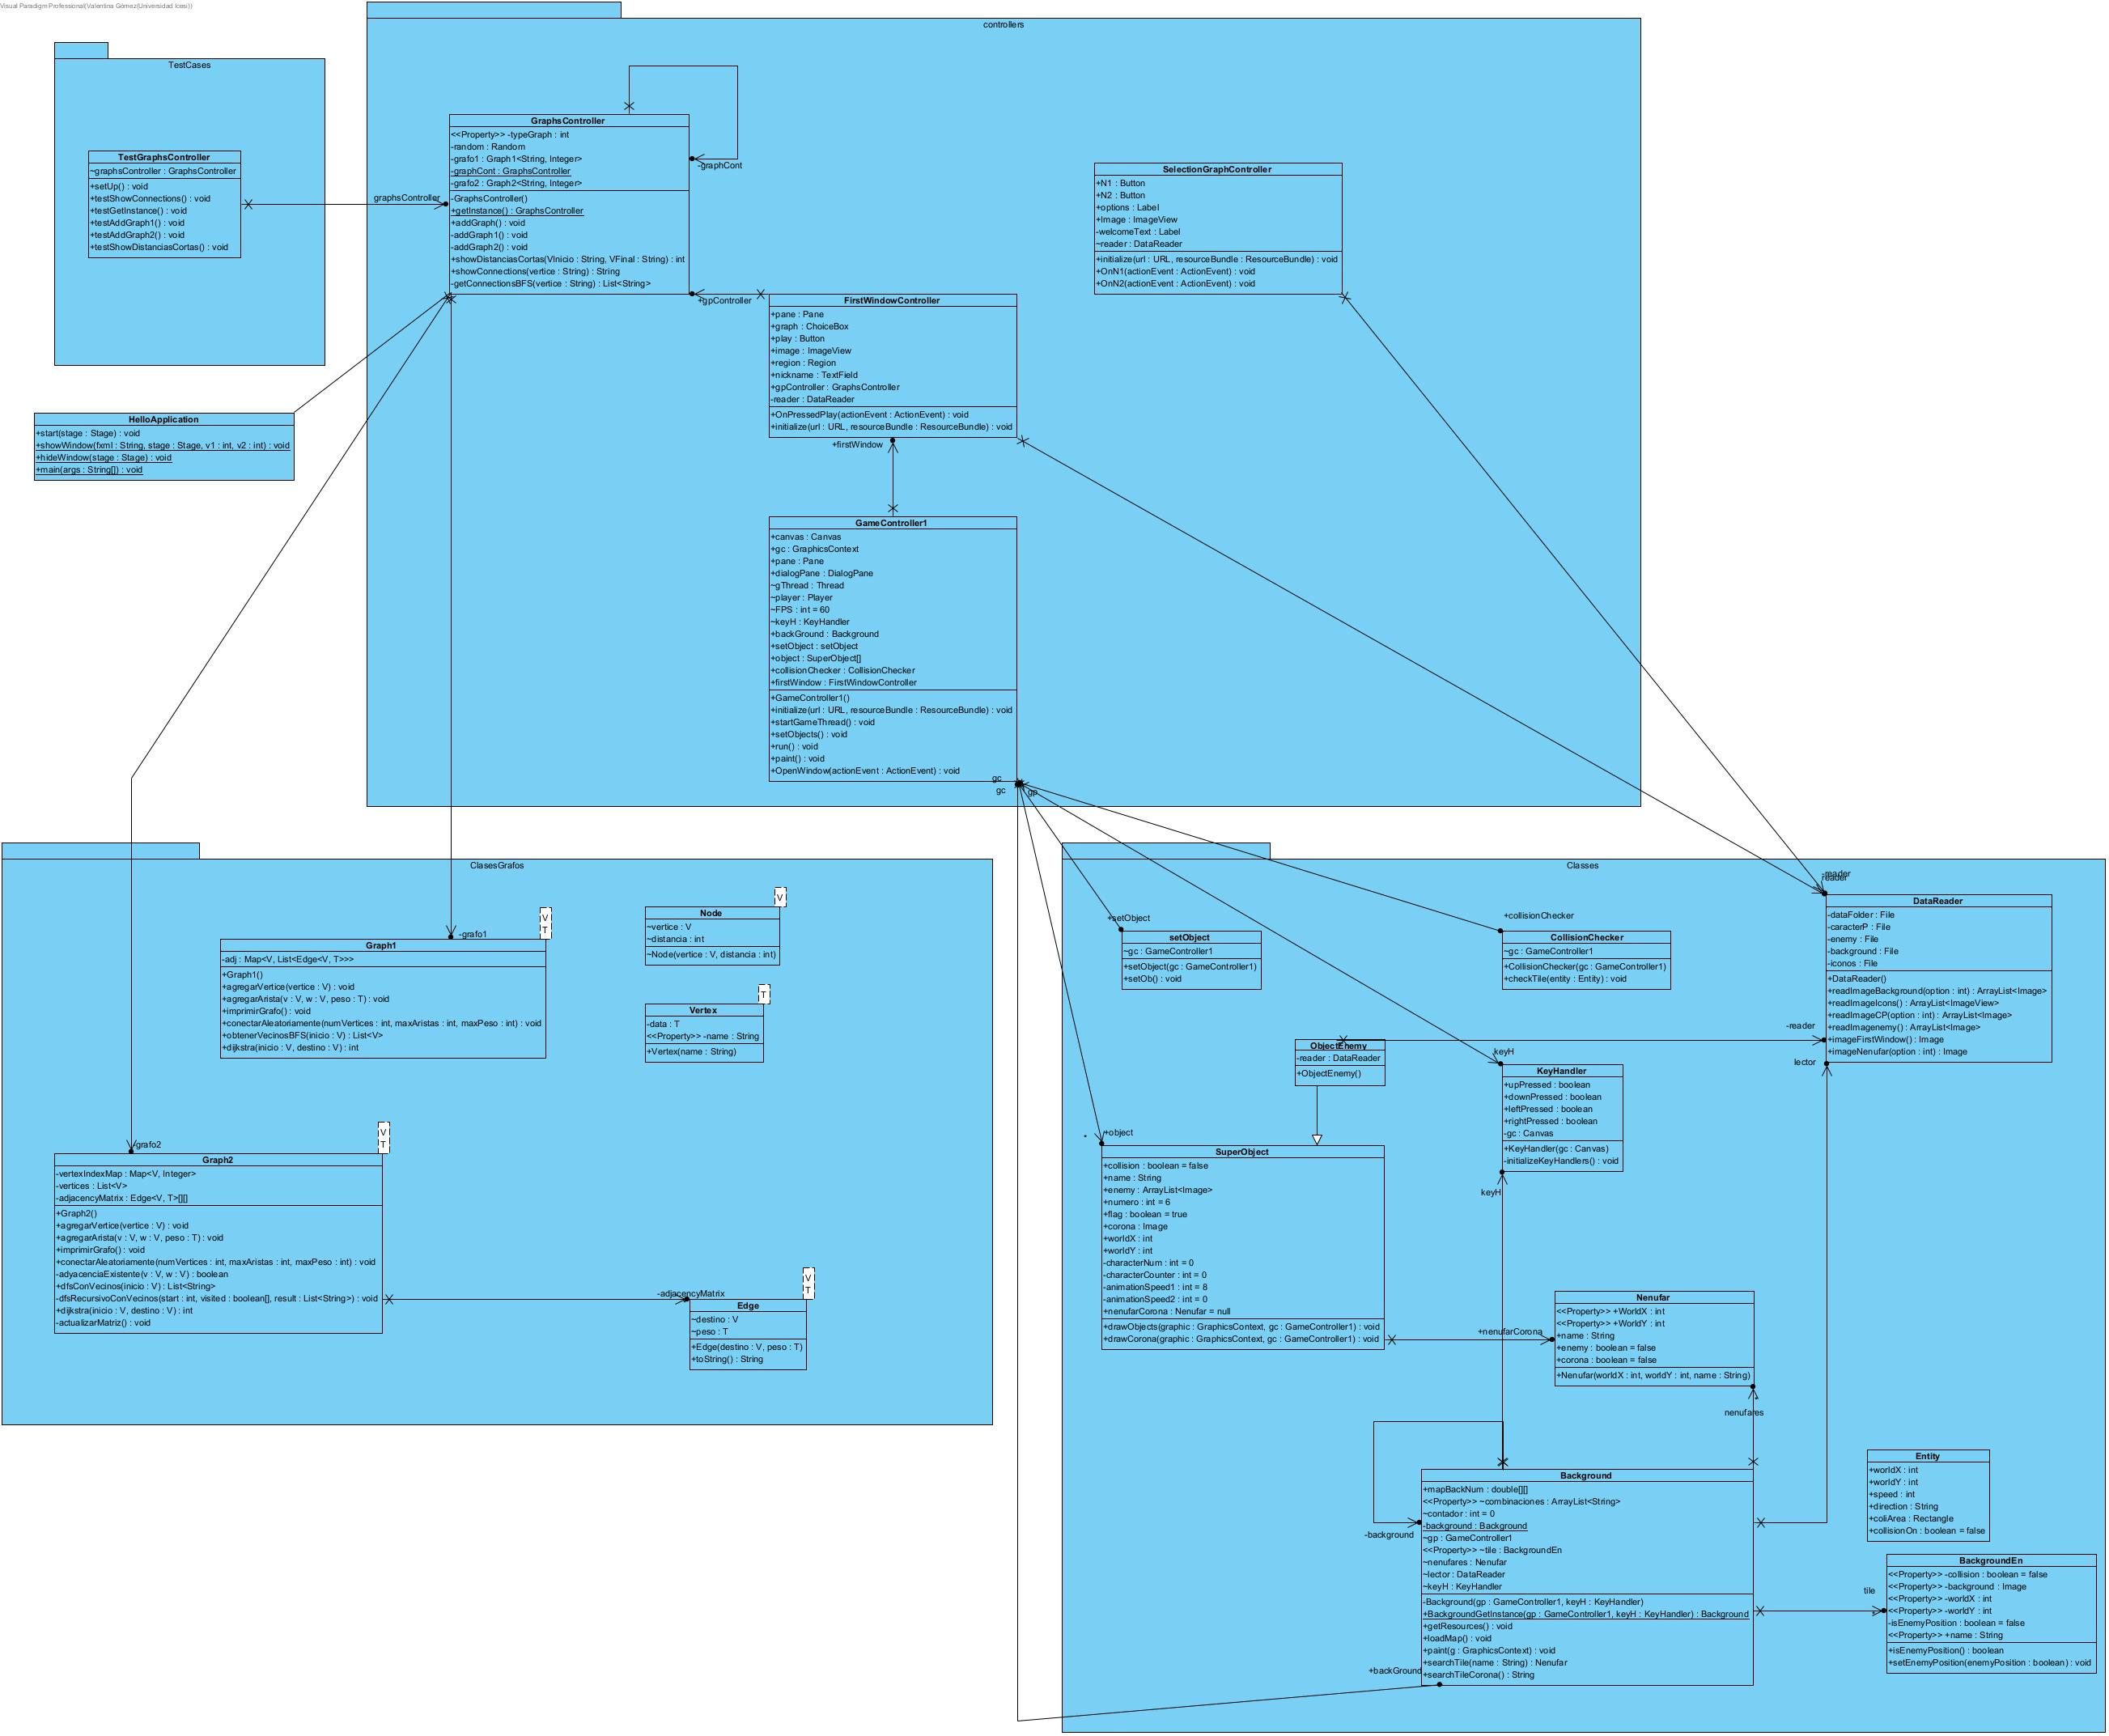 Visual Paradigm Professional(Valentina Gómez(Universidad Icesi))
controllers
TestCases
TestGraphsController
~graphsController : GraphsController
+setUp() : void
+testShowConnections() : void
+testGetInstance() : void
+testAddGraph1() : void
+testAddGraph2() : void
+testShowDistanciasCortas() : void
graphsController
GraphsController
<<Property>> -typeGraph : int
-random : Random
-grafo1 : Graph1<String, Integer>
-graphCont : GraphsController
-grafo2 : Graph2<String, Integer>
-GraphsController()
+getInstance() : GraphsController
+addGraph() : void
-addGraph1() : void
-addGraph2() : void
+showDistanciasCortas(VInicio : String, VFinal : String) : int
+showConnections(vertice : String) : String
-getConnectionsBFS(vertice : String) : List<String>
-graphCont
+gpController
SelectionGraphController
+N1 : Button
+N2 : Button
+options : Label
+Image : ImageView
-welcomeText : Label
~reader : DataReader
+initialize(url : URL, resourceBundle : ResourceBundle) : void
+OnN1(actionEvent : ActionEvent) : void
+OnN2(actionEvent : ActionEvent) : void
FirstWindowController
+pane : Pane
+graph : ChoiceBox
+play : Button
+image : ImageView
+region : Region
+nickname : TextField
+gpController : GraphsController
-reader : DataReader
+OnPressedPlay(actionEvent : ActionEvent) : void
+initialize(url : URL, resourceBundle : ResourceBundle) : void
+firstWindow
HelloApplication
+start(stage : Stage) : void
+showWindow(fxml : String, stage : Stage, v1 : int, v2 : int) : void
+hideWindow(stage : Stage) : void
+main(args : String[]) : void
GameController1
+canvas : Canvas
+gc : GraphicsContext
+pane : Pane
+dialogPane : DialogPane
~gThread : Thread
~player : Player
~FPS : int = 60
~keyH : KeyHandler
+backGround : Background
+setObject : setObject
+object : SuperObject[]
+collisionChecker : CollisionChecker
+firstWindow : FirstWindowController
+GameController1()
+initialize(url : URL, resourceBundle : ResourceBundle) : void
+startGameThread() : void
+setObjects() : void
+run() : void
+paint() : void
+OpenWindow(actionEvent : ActionEvent) : void
gc
gc
gp
ClasesGrafos
V
T
-grafo1
Graph1
-adj : Map<V, List<Edge<V, T>>>
+Graph1()
+agregarVertice(vertice : V) : void
+agregarArista(v : V, w : V, peso : T) : void
+imprimirGrafo() : void
+conectarAleatoriamente(numVertices : int, maxAristas : int, maxPeso : int) : void
+obtenerVecinosBFS(inicio : V) : List<V>
+dijkstra(inicio : V, destino : V) : int
V
Node
~vertice : V
~distancia : int
~Node(vertice : V, distancia : int)
T
Vertex
-data : T
<<Property>> -name : String
+Vertex(name : String)
V
T
-grafo2
Graph2
-vertexIndexMap : Map<V, Integer>
-vertices : List<V>
-adjacencyMatrix : Edge<V, T>[][]
+Graph2()
+agregarVertice(vertice : V) : void
+agregarArista(v : V, w : V, peso : T) : void
+imprimirGrafo() : void
+conectarAleatoriamente(numVertices : int, maxAristas : int, maxPeso : int) : void
-adyacenciaExistente(v : V, w : V) : boolean
+dfsConVecinos(inicio : V) : List<String>
-dfsRecursivoConVecinos(start : int, visited : boolean[], result : List<String>) : void
+dijkstra(inicio : V, destino : V) : int
-actualizarMatriz() : void
-adjacencyMatrix
V
T
Edge
~destino : V
~peso : T
+Edge(destino : V, peso : T)
+toString() : String
Classes
+setObject
setObject
~gc : GameController1
+setObject(gc : GameController1)
+setOb() : void
+collisionChecker
CollisionChecker
~gc : GameController1
+CollisionChecker(gc : GameController1)
+checkTile(entity : Entity) : void
-reader
reader
DataReader
-dataFolder : File
-caracterP : File
-enemy : File
-background : File
-iconos : File
+DataReader()
+readImageBackground(option : int) : ArrayList<Image>
+readImageIcons() : ArrayList<ImageView>
+readImageCP(option : int) : ArrayList<Image>
+readImagenemy() : ArrayList<Image>
+imageFirstWindow() : Image
+imageNenufar(option : int) : Image
-reader
lector
ObjectEnemy
-reader : DataReader
+ObjectEnemy()
keyH
KeyHandler
+upPressed : boolean
+downPressed : boolean
+leftPressed : boolean
+rightPressed : boolean
-gc : Canvas
+KeyHandler(gc : Canvas)
-initializeKeyHandlers() : void
keyH
*
+object
SuperObject
+collision : boolean = false
+name : String
+enemy : ArrayList<Image>
+numero : int = 6
+flag : boolean = true
+corona : Image
+worldX : int
+worldY : int
-characterNum : int = 0
-characterCounter : int = 0
-animationSpeed1 : int = 8
-animationSpeed2 : int = 0
+nenufarCorona : Nenufar = null
+drawObjects(graphic : GraphicsContext, gc : GameController1) : void
+drawCorona(graphic : GraphicsContext, gc : GameController1) : void
+nenufarCorona
Nenufar
<<Property>> +WorldX : int
<<Property>> +WorldY : int
+name : String
+enemy : boolean = false
+corona : boolean = false
+Nenufar(worldX : int, worldY : int, name : String)
nenufares
-background
Background
+mapBackNum : double[][]
<<Property>> ~combinaciones : ArrayList<String>
~contador : int = 0
-background : Background
~gp : GameController1
<<Property>> ~tile : BackgroundEn
~nenufares : Nenufar
~lector : DataReader
~keyH : KeyHandler
-Background(gp : GameController1, keyH : KeyHandler)
+BackgroundGetInstance(gp : GameController1, keyH : KeyHandler) : Background
+getResources() : void
+loadMap() : void
+paint(g : GraphicsContext) : void
+searchTile(name : String) : Nenufar
+searchTileCorona() : String
+backGround
Entity
+worldX : int
+worldY : int
+speed : int
+direction : String
+coliArea : Rectangle
+collisionOn : boolean = false
tile
BackgroundEn
<<Property>> -collision : boolean = false
<<Property>> -background : Image
<<Property>> -worldX : int
<<Property>> -worldY : int
-isEnemyPosition : boolean = false
<<Property>> +name : String
+isEnemyPosition() : boolean
+setEnemyPosition(enemyPosition : boolean) : void